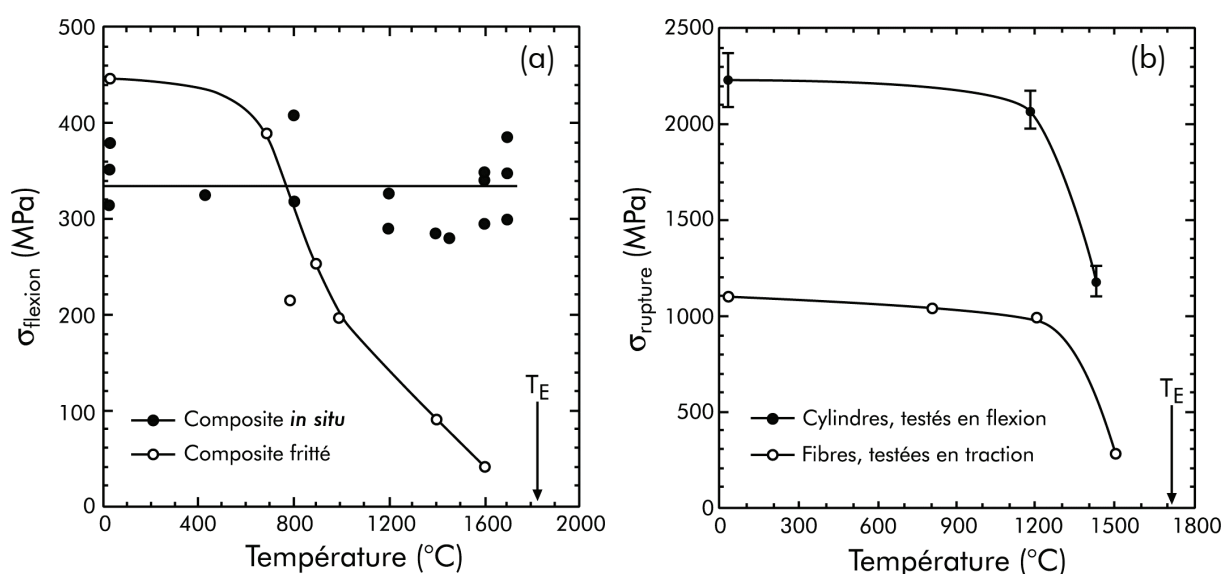 500
400
300
200
100
0
σflexion (MPa)
(a)
TE
Composite in situ
Composite fritté
0 400 800 1200 1600 2000
Température (°C)
2500
2000
1500
1000
500
0
σrupture (MPa)
(b)
TE
Cylindres, testés en flexion
Fibres, testées en traction
0 300 600 900 1200 1500 1800
Température (°C)